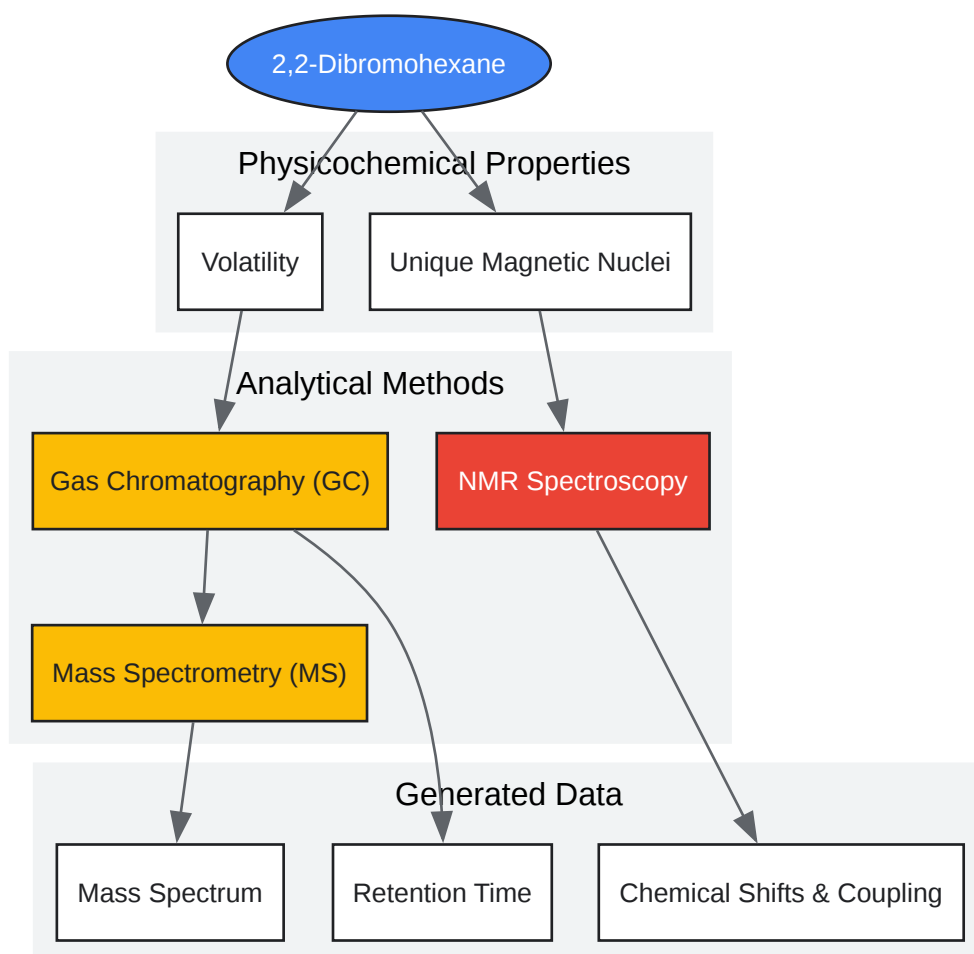 2,2-Dibromohexane
Physicochemical Properties
Volatility
Unique Magnetic Nuclei
Analytical Methods
Gas Chromatography (GC)
NMR Spectroscopy
Mass Spectrometry (MS)
Generated Data
Mass Spectrum
Retention Time
Chemical Shifts & Coupling